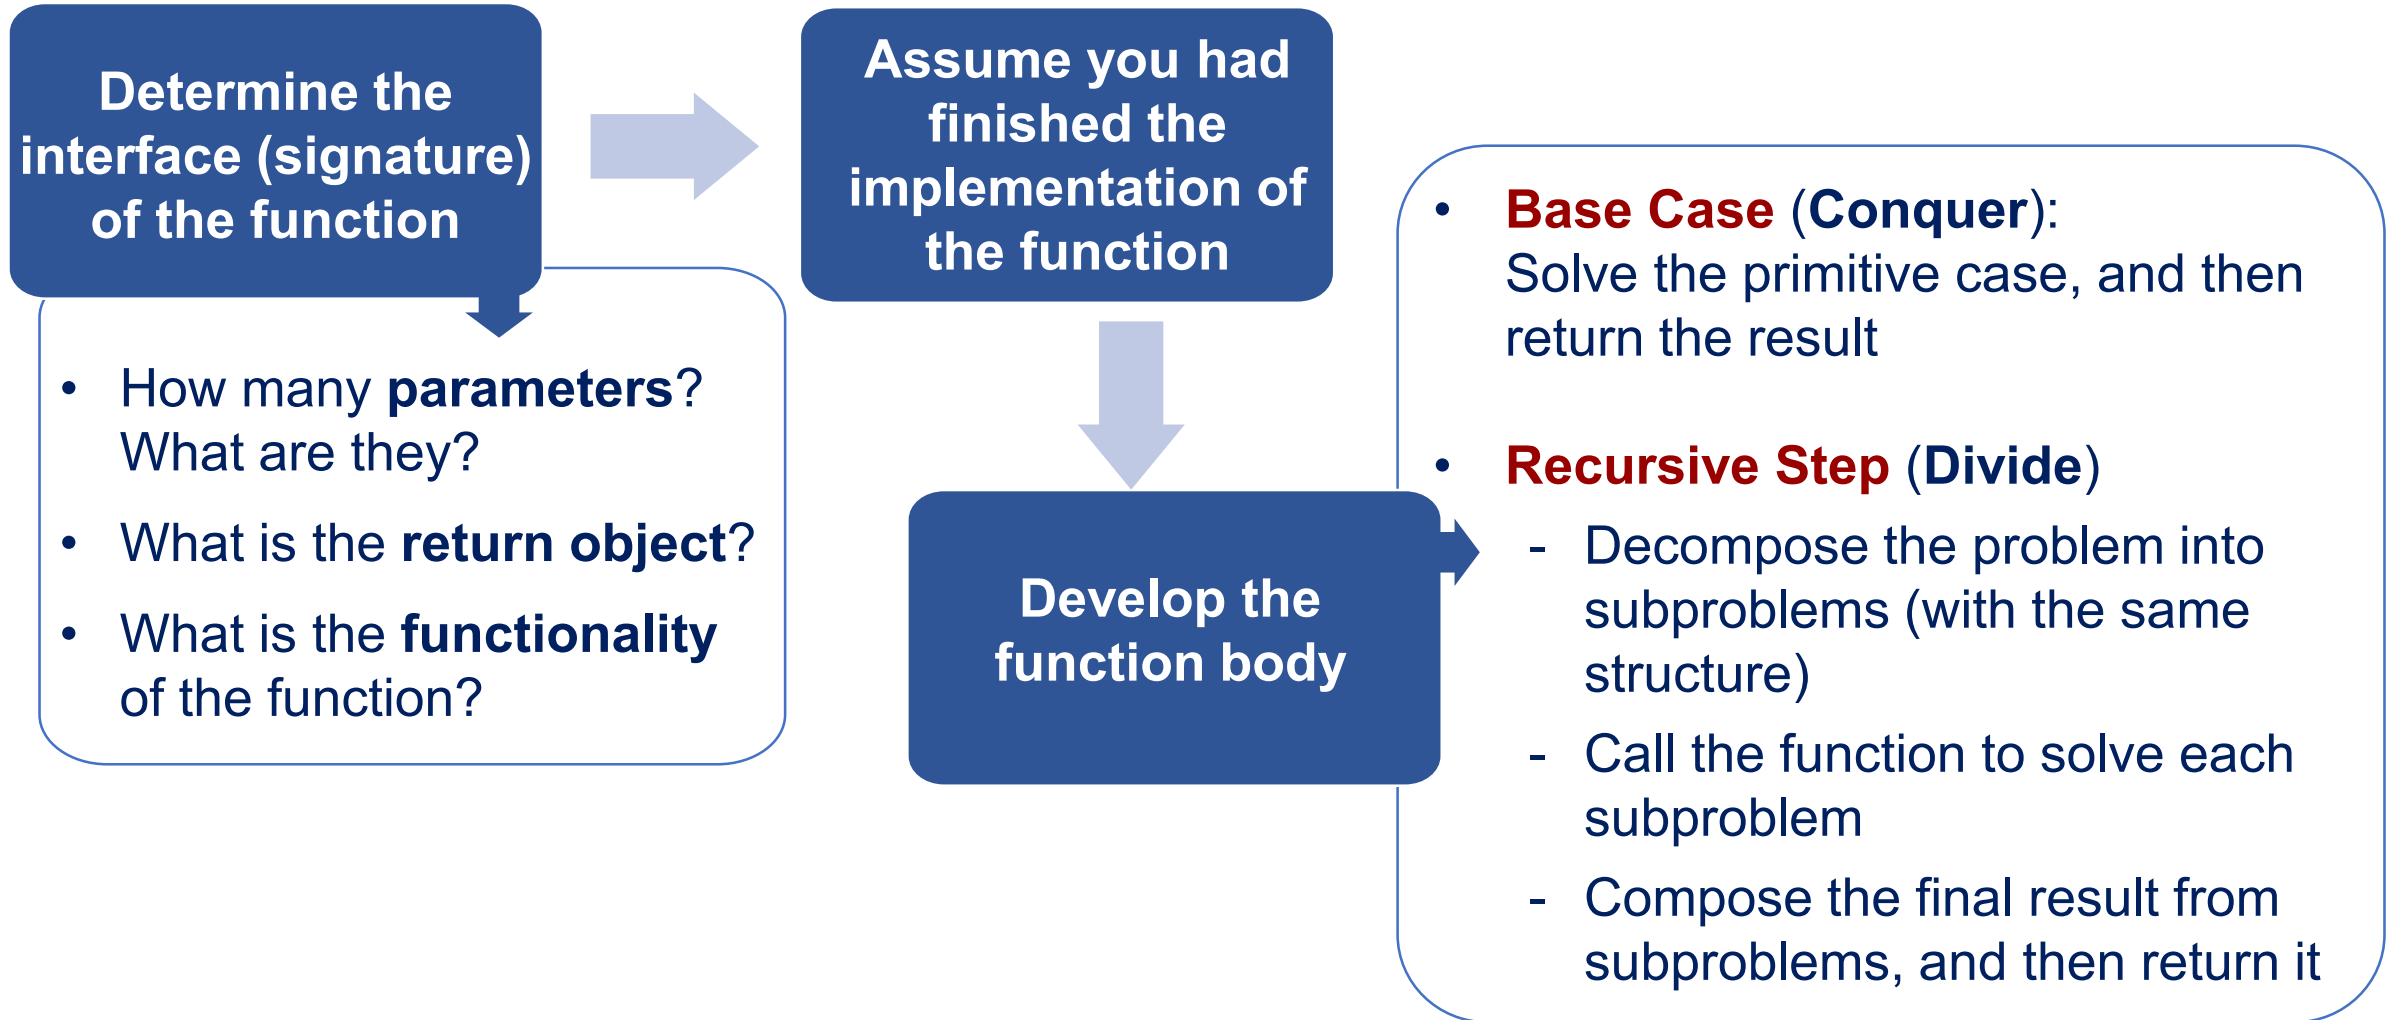 Determine the
interface (signature)
of the function
• How many parameters?
What are they?
• What is the return object?
• What is the functionality
of the function?
Assume you had
finished the
implementation of
the function
Develop the
function body
• Base Case (Conquer):
Solve the primitive case, and then
return the result
• Recursive Step (Divide)
- Decompose the problem into
subproblems (with the same
structure)
- Call the function to solve each
subproblem
- Compose the final result from
subproblems, and then return it